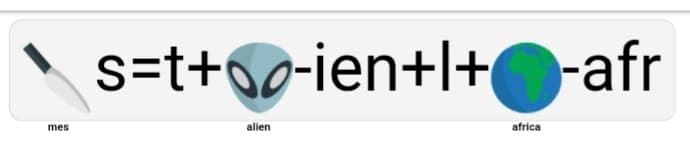 s=t+-ien+l+-afr
mes alien africa